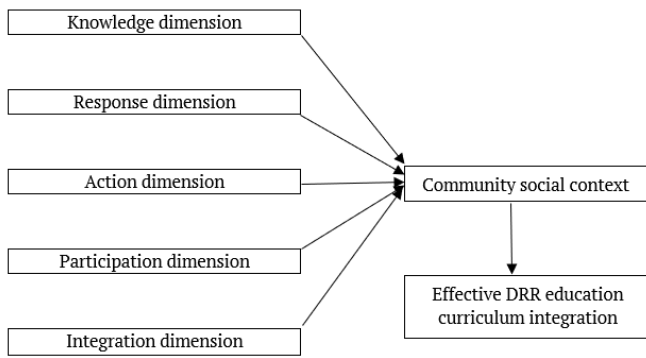 Knowledge dimension
Response dimension
Action dimension
Participation dimension
Integration dimension
Community social context
Effective DRR education
curriculum integration